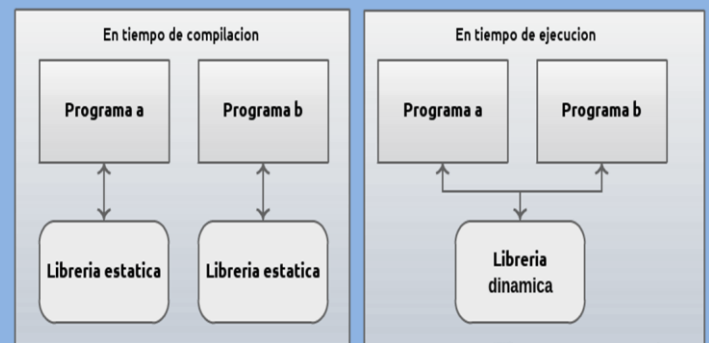 En tiempo de compilacion
Programa a
Programa b
Libreria estatica
Libreria estatica
En tiempo de ejecucion
Programa a
Programa b
Libreria
dinamica